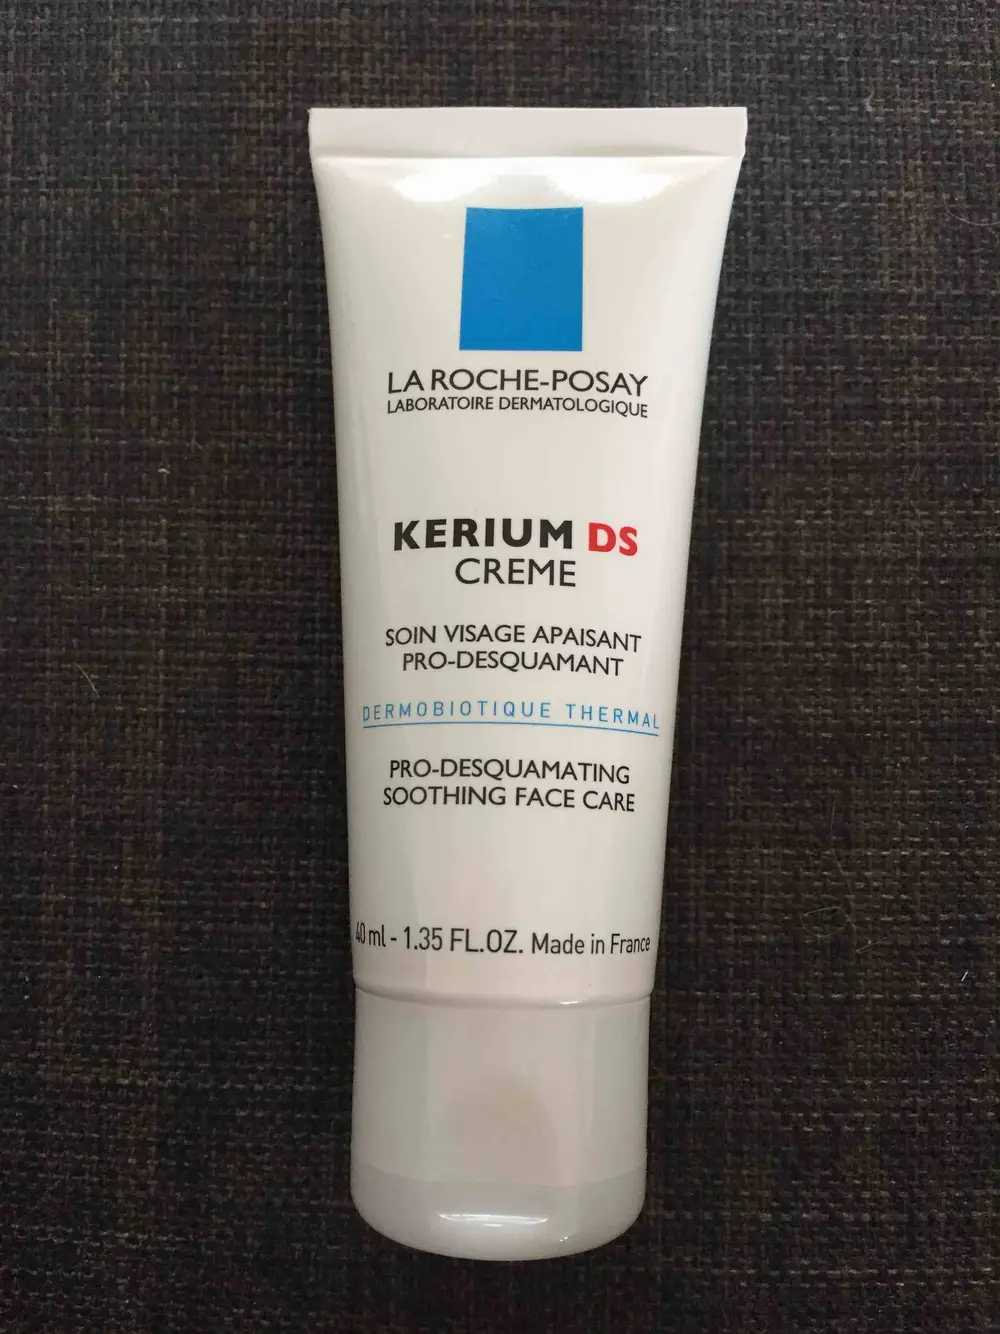 LA ROCHE-POSAY
LABORATOIRE DERMATOLOGIQUE
KERIUM DS
CREME
SOIN VISAGE APAISANT
PRO-DESQUAMANT
DERMOBIOTIQUE THERMAL
PRO-DESQUAMATING
SOOTHING FACE CARE
40 ml - 1.35 FL.OZ. Made in France